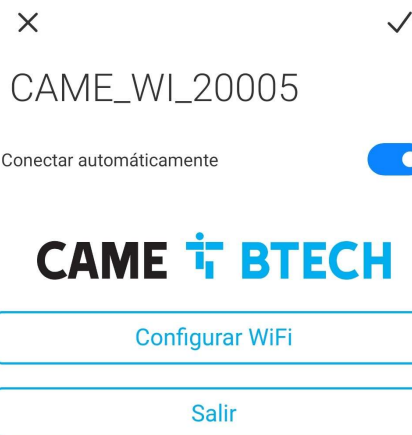 CAME_WI_20005
Conectar automáticamente
CAME BTECH
Configurar WiFi
Salir